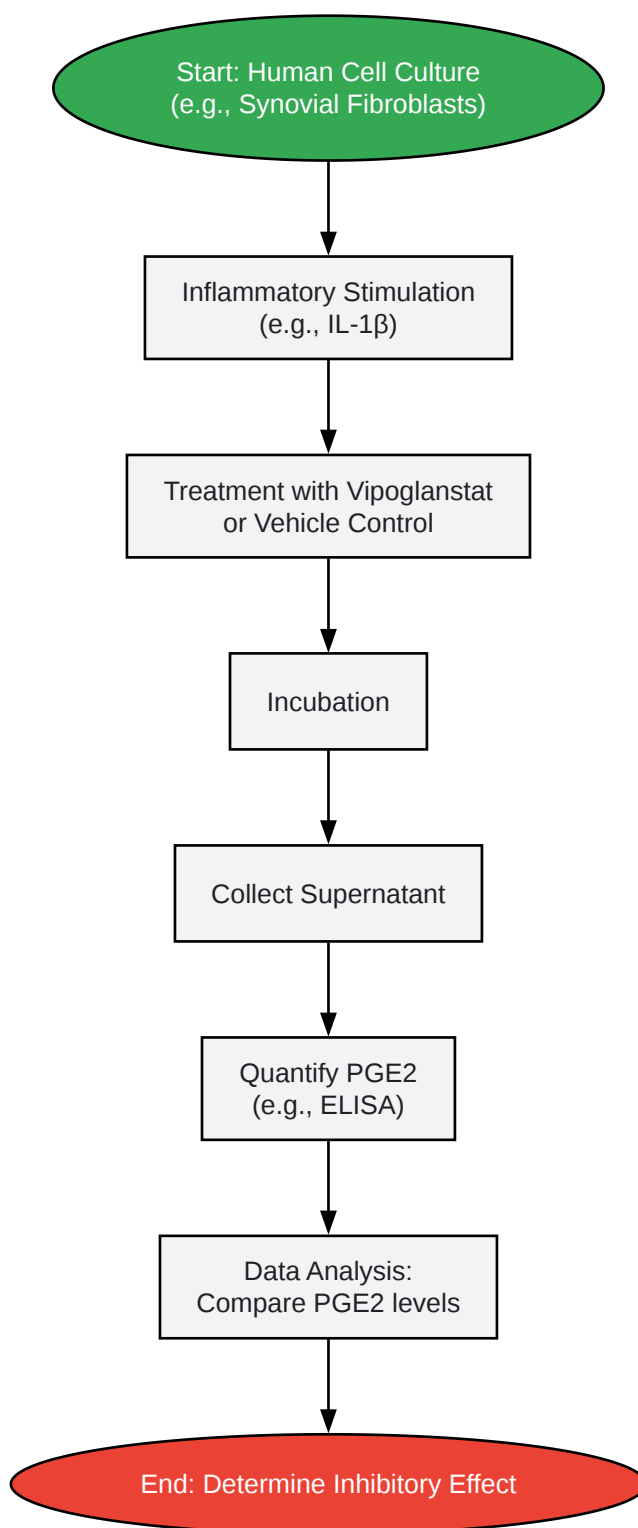 Start: Human Cell Culture
(e.g., Synovial Fibroblasts)
Inflammatory Stimulation
(e.g., IL-1β)
Treatment with Vipoglanstat
or Vehicle Control
Incubation
Collect Supernatant
Quantify PGE2
(e.g., ELISA)
Data Analysis:
Compare PGE2 levels
End: Determine Inhibitory Effect